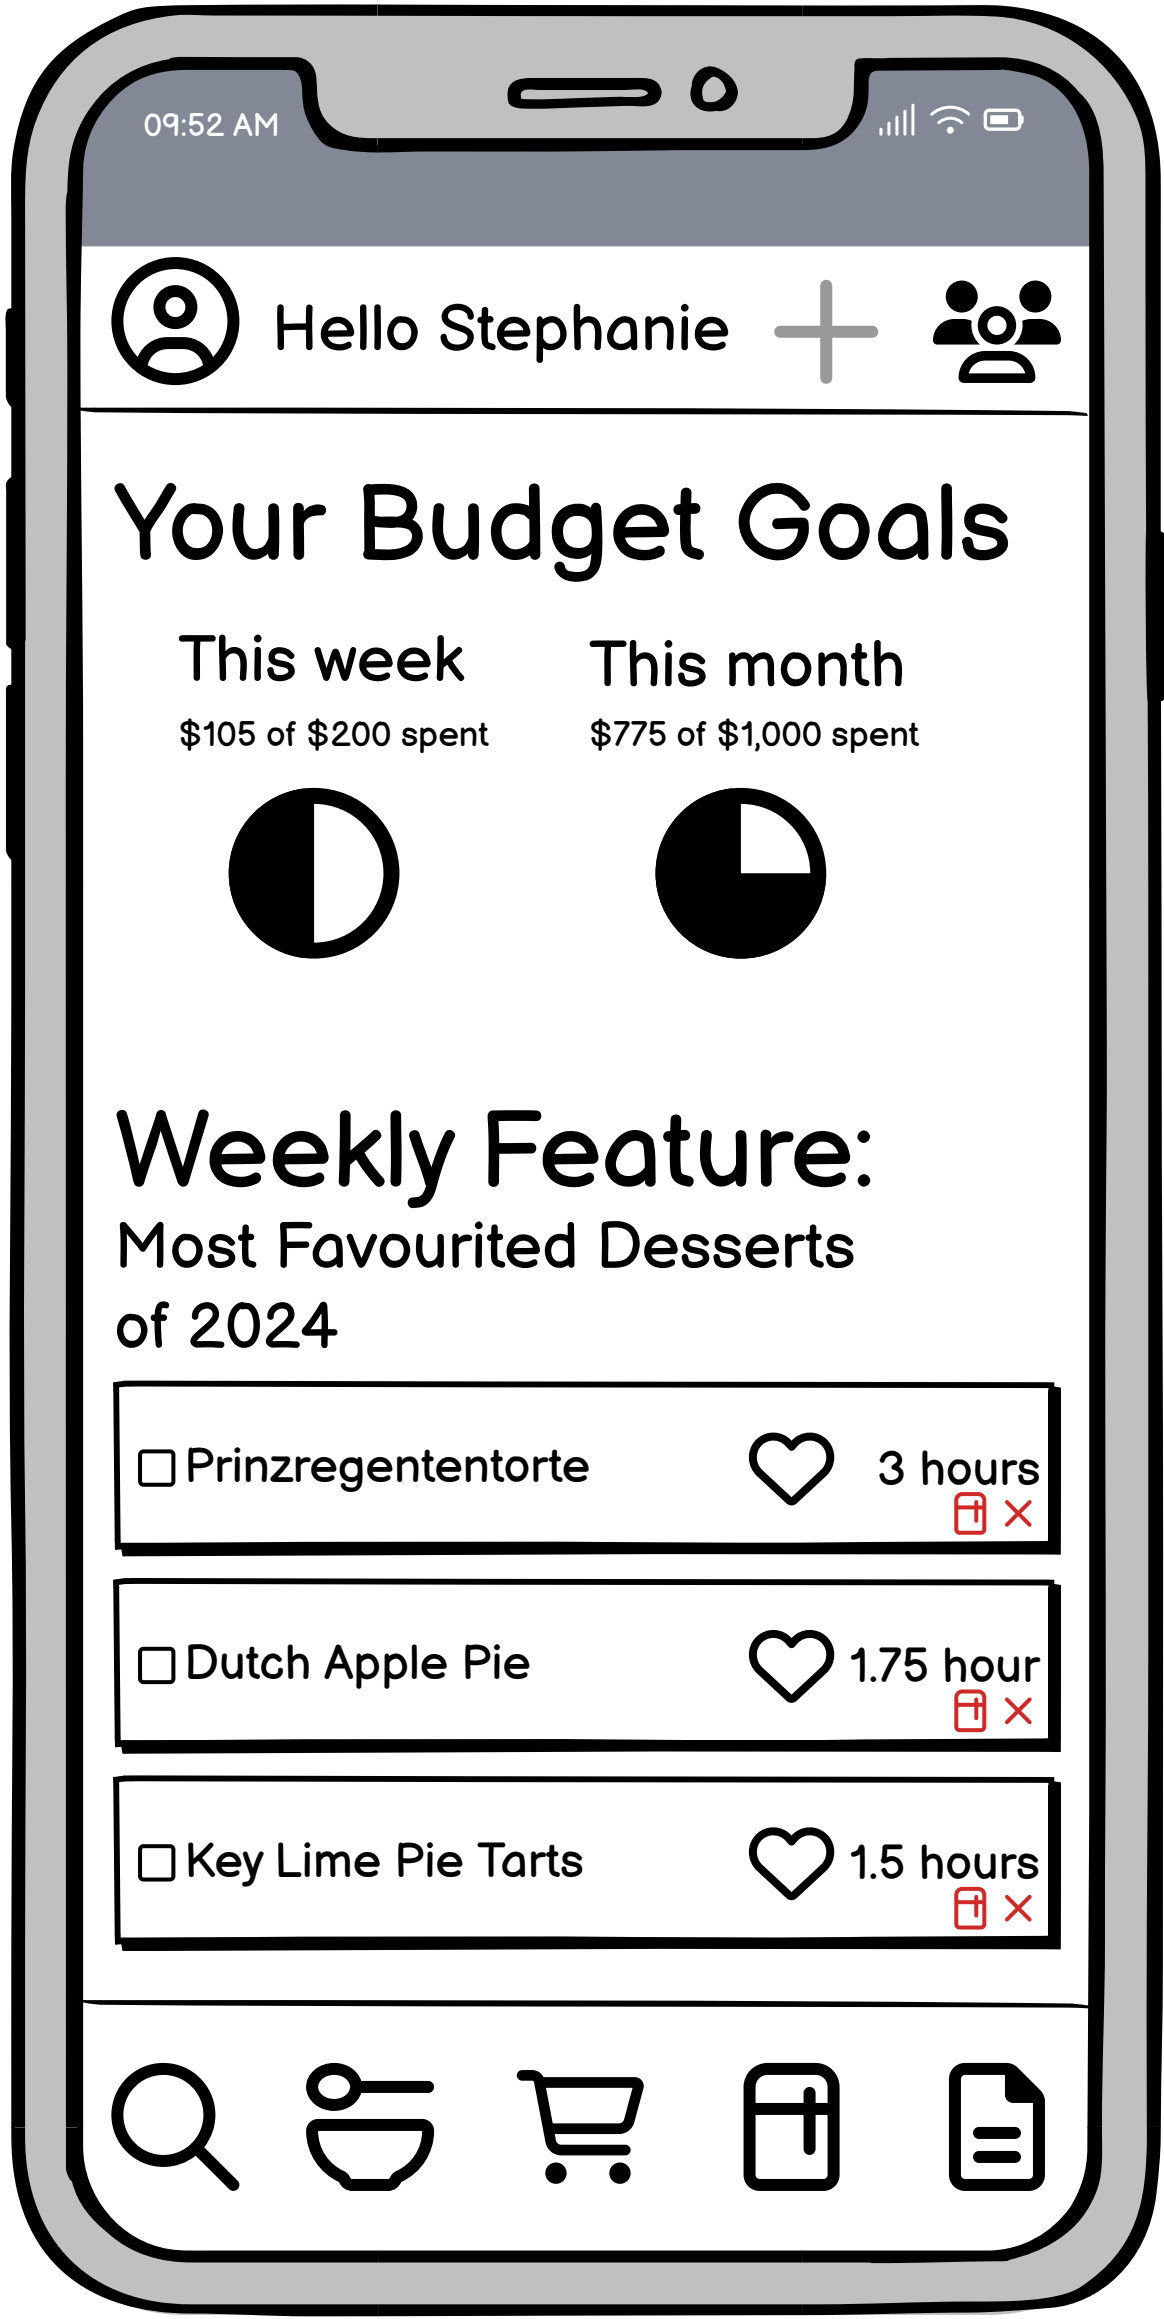 09:52 AM
Hello Stephanie
Your Budget Goals
This week
$105 of $200 spent
This month
$775 of $1,000 spent
Weekly Feature:
Most Favourited Desserts
of 2024
Prinzregententorte 3 hours
Dutch Apple Pie 1.75 hour
Key Lime Pie Tarts 1.5 hours